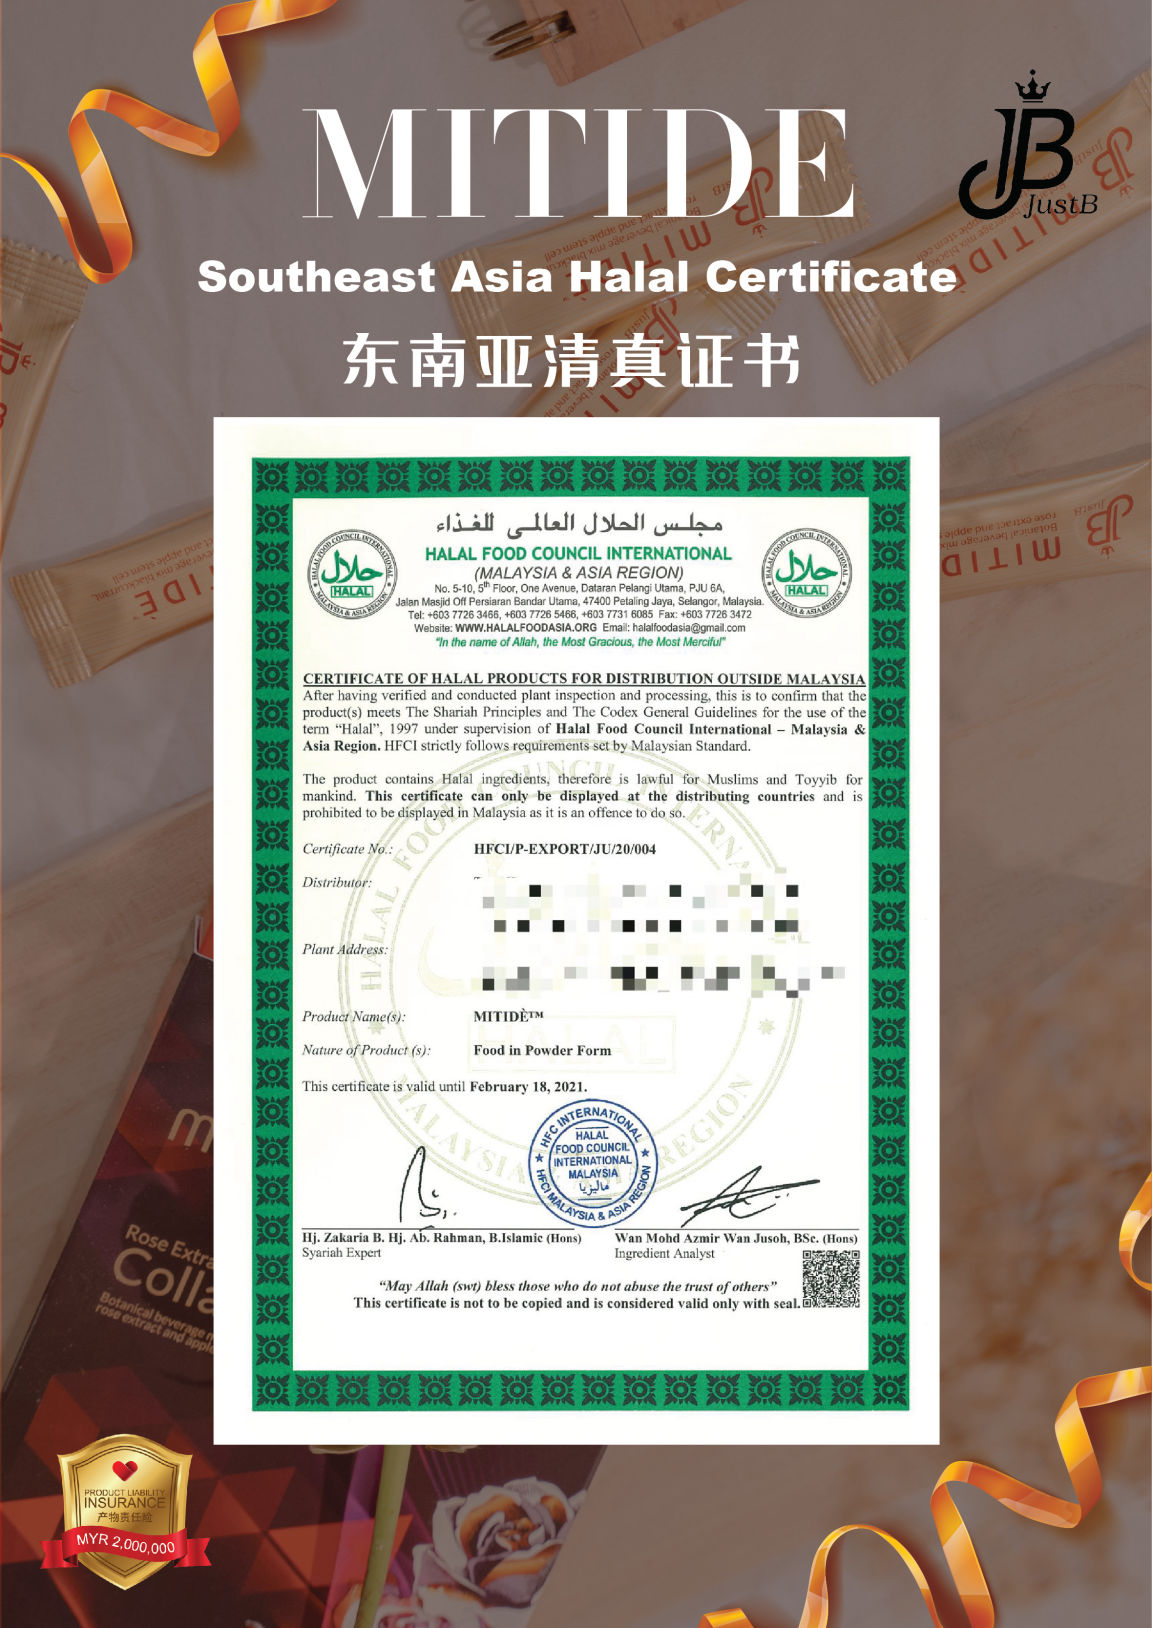 MITIDE
JB
JustB
Southeast Asia Halal Certificate
东南亚清真证书
مجلس الحلال العالمى للغذاء
HALAL FOOD COUNCIL INTERNATIONAL
(MALAYSIA & ASIA REGION)
No. 5-10, 5th Floor, One Avenue, Dataran Pelangi Utama, PJU 6A,
Jalan Masjid Off Persiaran Bandar Utama, 47400 Petaling Jaya, Selangor, Malaysia.
Tel: +603 7726 3466, +603 7726 5466, +603 7731 6085 Fax: +603 7726 3472
Website: WWW.HALALFOODASIA.ORG Email: halalfoodasia@gmail.com
"In the name of Allah, the Most Gracious, the Most Merciful"
HALAL FOOD COUNCIL INTERNATIONAL
حلال
HALAL
MALAYSIA & ASIA REGION
HALAL FOOD COUNCIL INTERNATIONAL
حلال
HALAL
MALAYSIA & ASIA REGION
CERTIFICATE OF HALAL PRODUCTS FOR DISTRIBUTION OUTSIDE MALAYSIA
After having verified and conducted plant inspection and processing, this is to confirm that the
product(s) meets The Shariah Principles and The Codex General Guidelines for the use of the
term “Halal”, 1997 under supervision of Halal Food Council International – Malaysia &
Asia Region. HFCI strictly follows requirements set by Malaysian Standard.
The product contains Halal ingredients, therefore is lawful for Muslims and Toyyib for
mankind. This certificate can only be displayed at the distributing countries and is
prohibited to be displayed in Malaysia as it is an offence to do so.
Certificate No.: HFCI/P-EXPORT/JU/20/004
Distributor:
Plant Address:
Product Name(s): MITIDÈ™
Nature of Product (s): Food in Powder Form
This certificate is valid until February 18, 2021.
HFC INTERNATIONAL
HALAL
FOOD COUNCIL
INTERNATIONAL
MALAYSIA
ماليزيا
HFCI MALAYSIA & ASIA REGION
Hj. Zakaria B. Hj. Ab. Rahman, B.Islamic (Hons)
Syariah Expert
Wan Mohd Azmir Wan Jusoh, BSc. (Hons)
Ingredient Analyst
“May Allah (swt) bless those who do not abuse the trust of others”
This certificate is not to be copied and is considered valid only with seal.
PRODUCT LIABILITY
INSURANCE
产物责任险
MYR 2,000,000